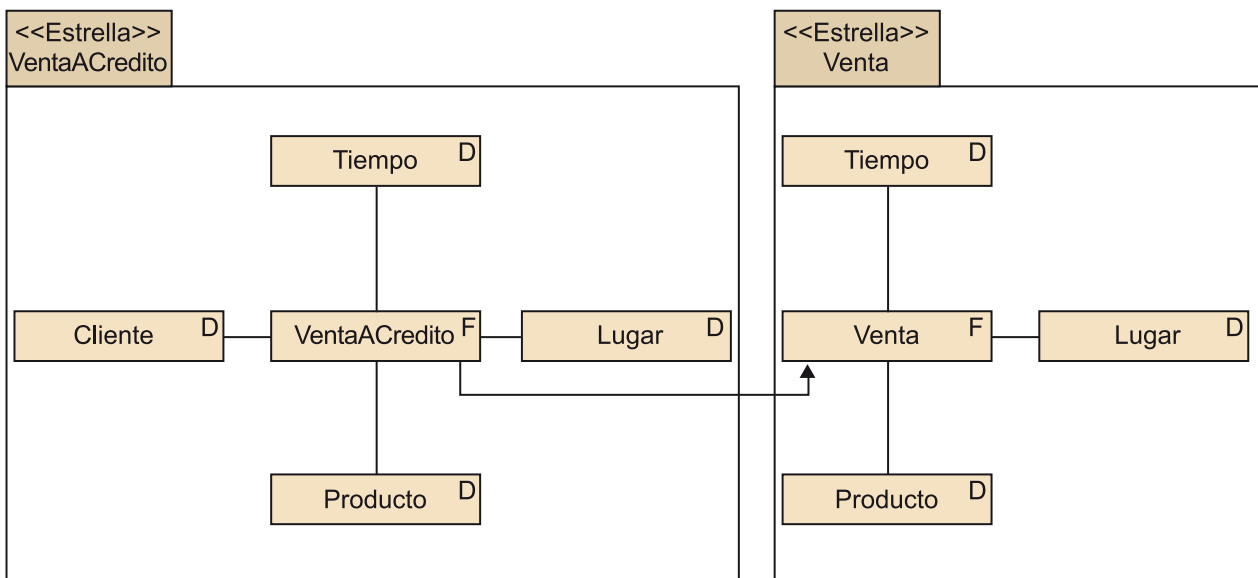 <<Estrella>>
VentaACredito
Tiempo D
Cliente D
VentaACredito F
Lugar D
Producto D
<<Estrella>>
Venta
Tiempo D
Venta F
Lugar D
Producto D